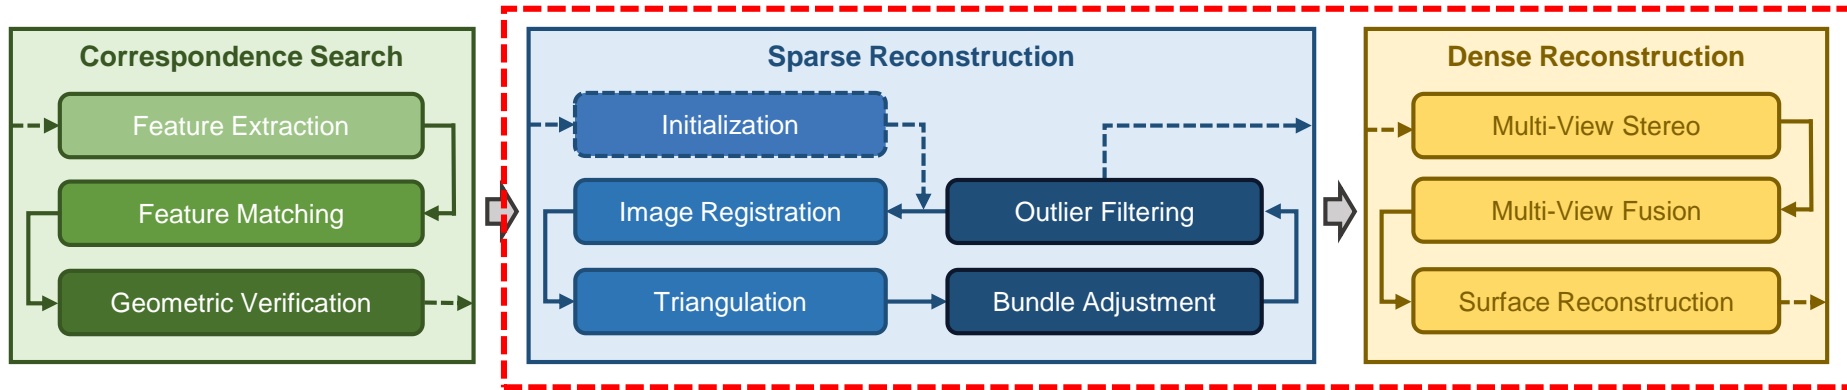 Correspondence Search
Feature Extraction
Feature Matching
Geometric Verification
Sparse Reconstruction
Initialization
Image Registration
Outlier Filtering
Triangulation
Bundle Adjustment
Dense Reconstruction
Multi-View Stereo
Multi-View Fusion
Surface Reconstruction